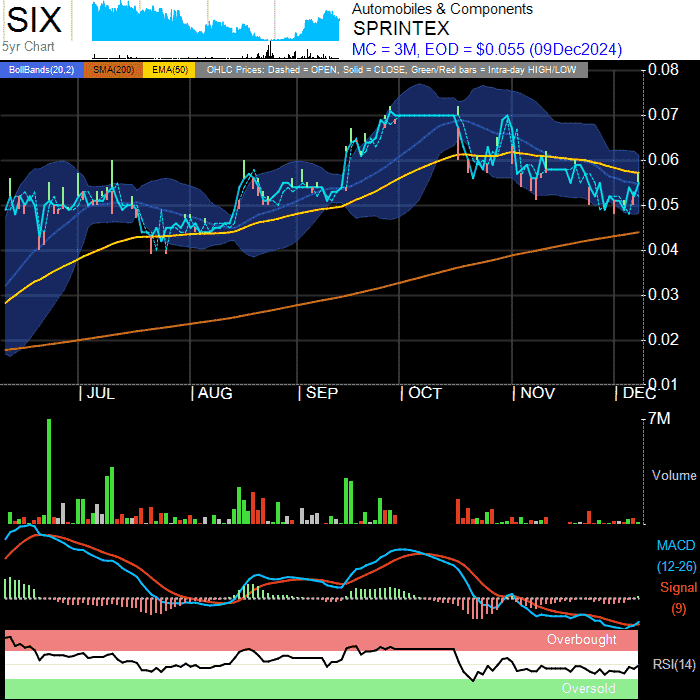 SIX
5yr Chart
Automobiles & Components
SPRINTEX
MC = 3M, EOD = $0.055 (09Dec2024)
BollBands(20,2) SMA(200) EMA(50) OHLC Prices: Dashed = OPEN, Solid = CLOSE, Green/Red bars = Intra-day HIGH/LOW
0.08
0.07
0.06
0.05
0.04
0.03
0.02
0.01
JUL AUG SEP OCT NOV DEC
7M
Volume
MACD
(12-26)
Signal
(9)
Overbought
RSI(14)
Oversold